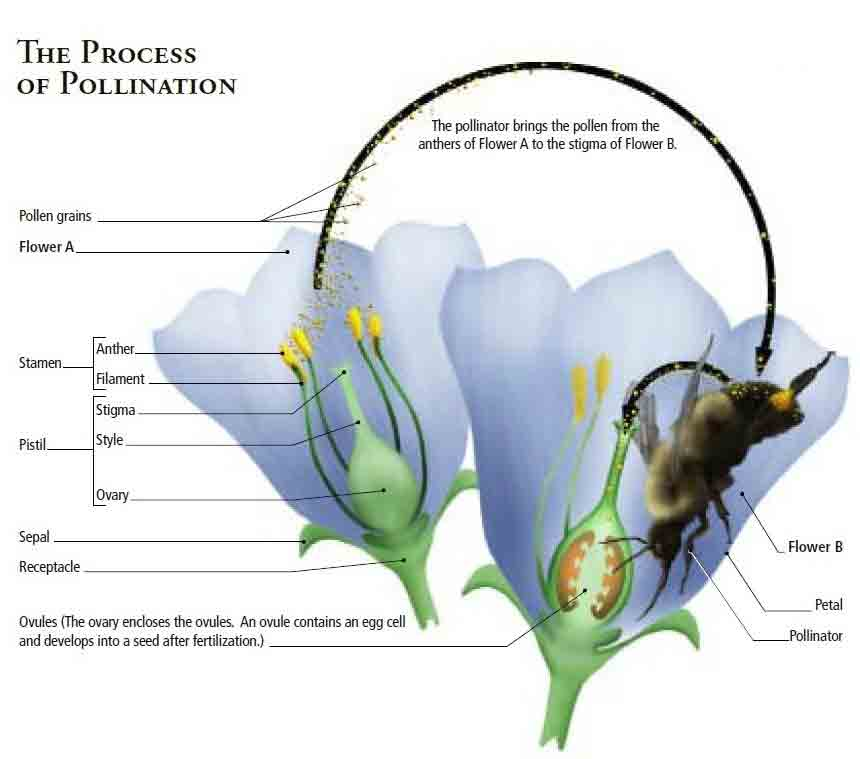 THE PROCESS
OF POLLINATION
The pollinator brings the pollen from the
anthers of Flower A to the stigma of Flower B.
Pollen grains
Flower A
Stamen
Anther
Filament
Stigma
Pistil
Style
Ovary
Sepal
Receptacle
Flower B
Petal
Pollinator
Ovules (The ovary encloses the ovules. An ovule contains an egg cell
and develops into a seed after fertilization.)